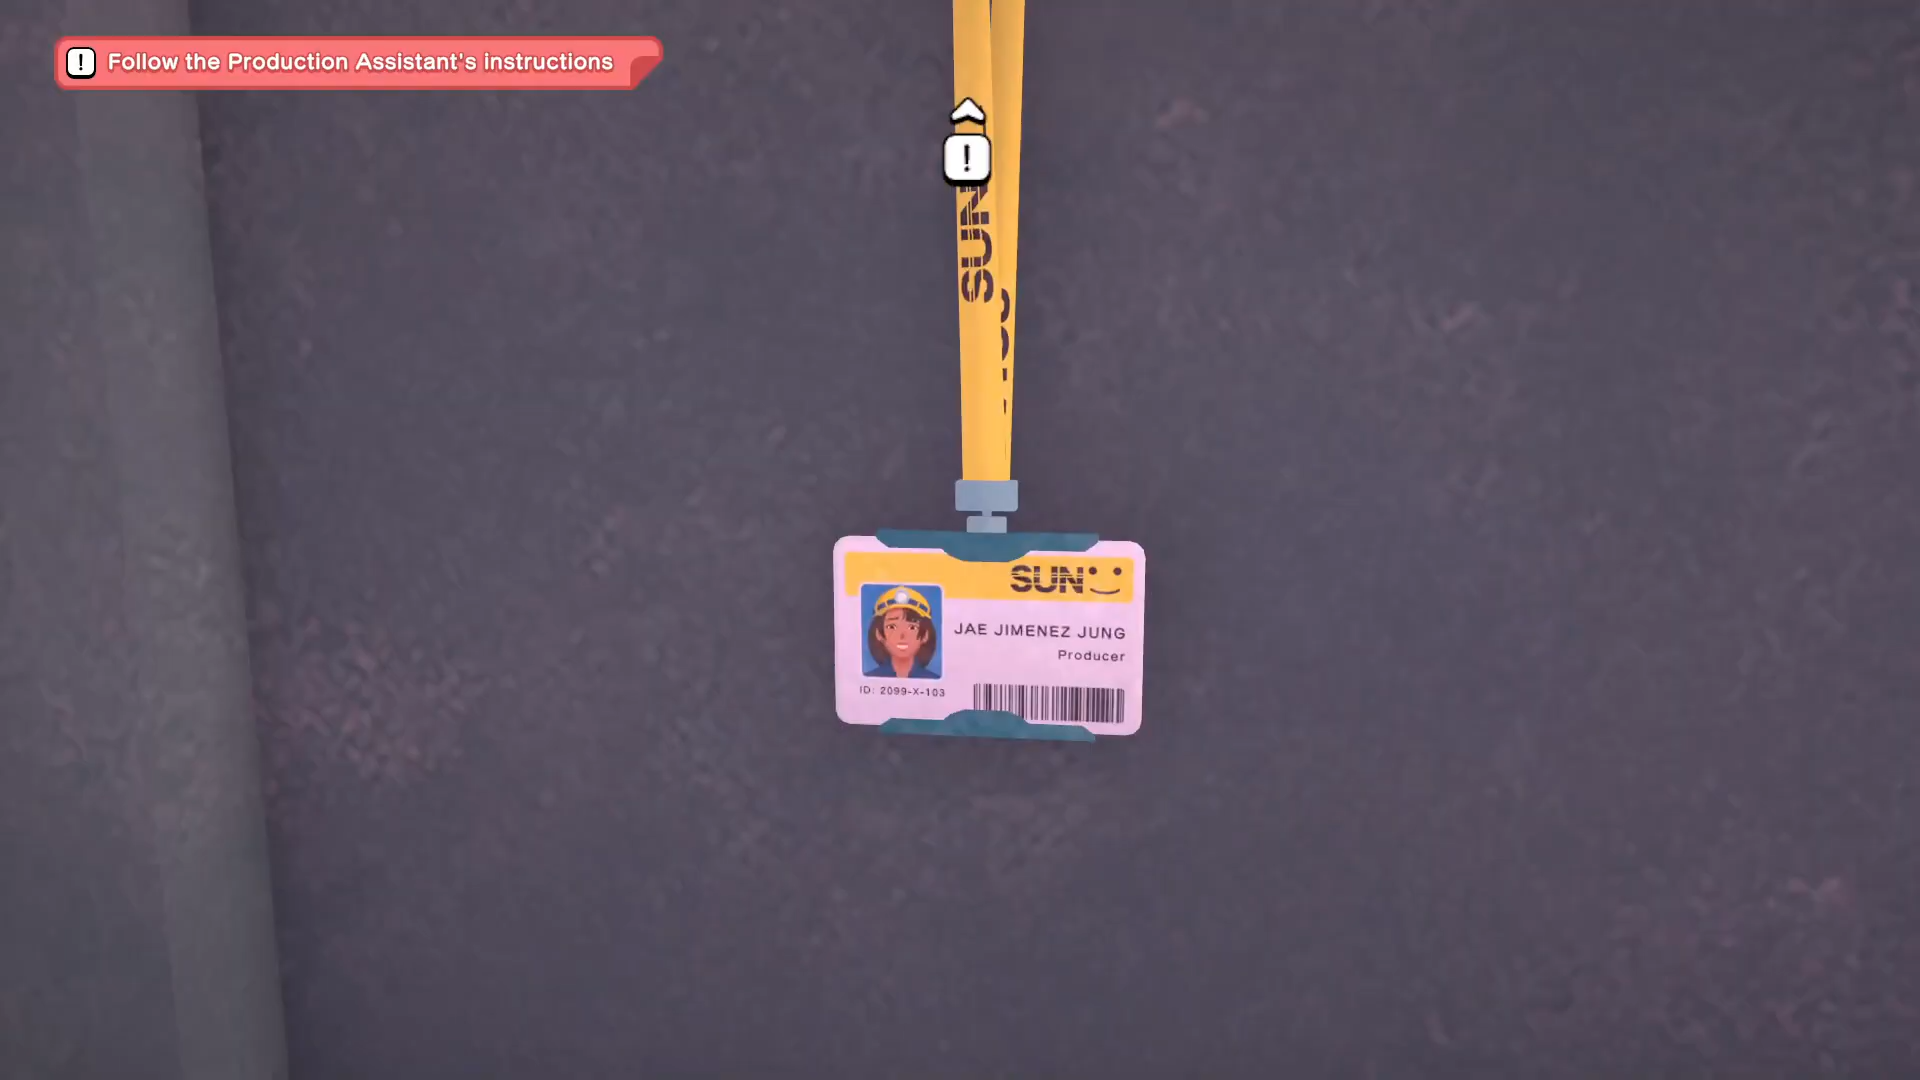 ! Follow the Production Assistant's instructions
!
SUN
SUN
JAE JIMENEZ JUNG
Producer
ID: 2099-X-103